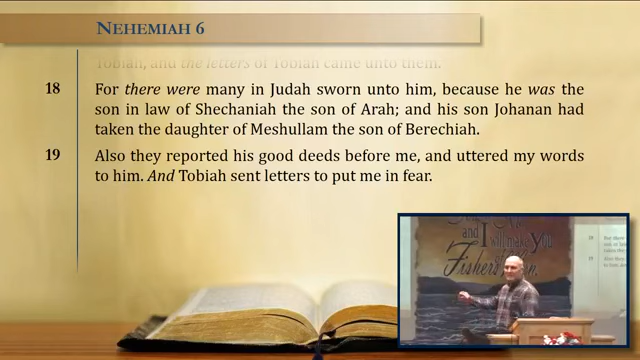 NEHEMIAH 6
Tobiah, and the letters of Tobiah came unto them.
18 For there were many in Judah sworn unto him, because he was the
son in law of Shechaniah the son of Arah; and his son Johanan had
taken the daughter of Meshullam the son of Berechiah.
19 Also they reported his good deeds before me, and uttered my words
to him. And Tobiah sent letters to put me in fear.
and I will make you
Fishers